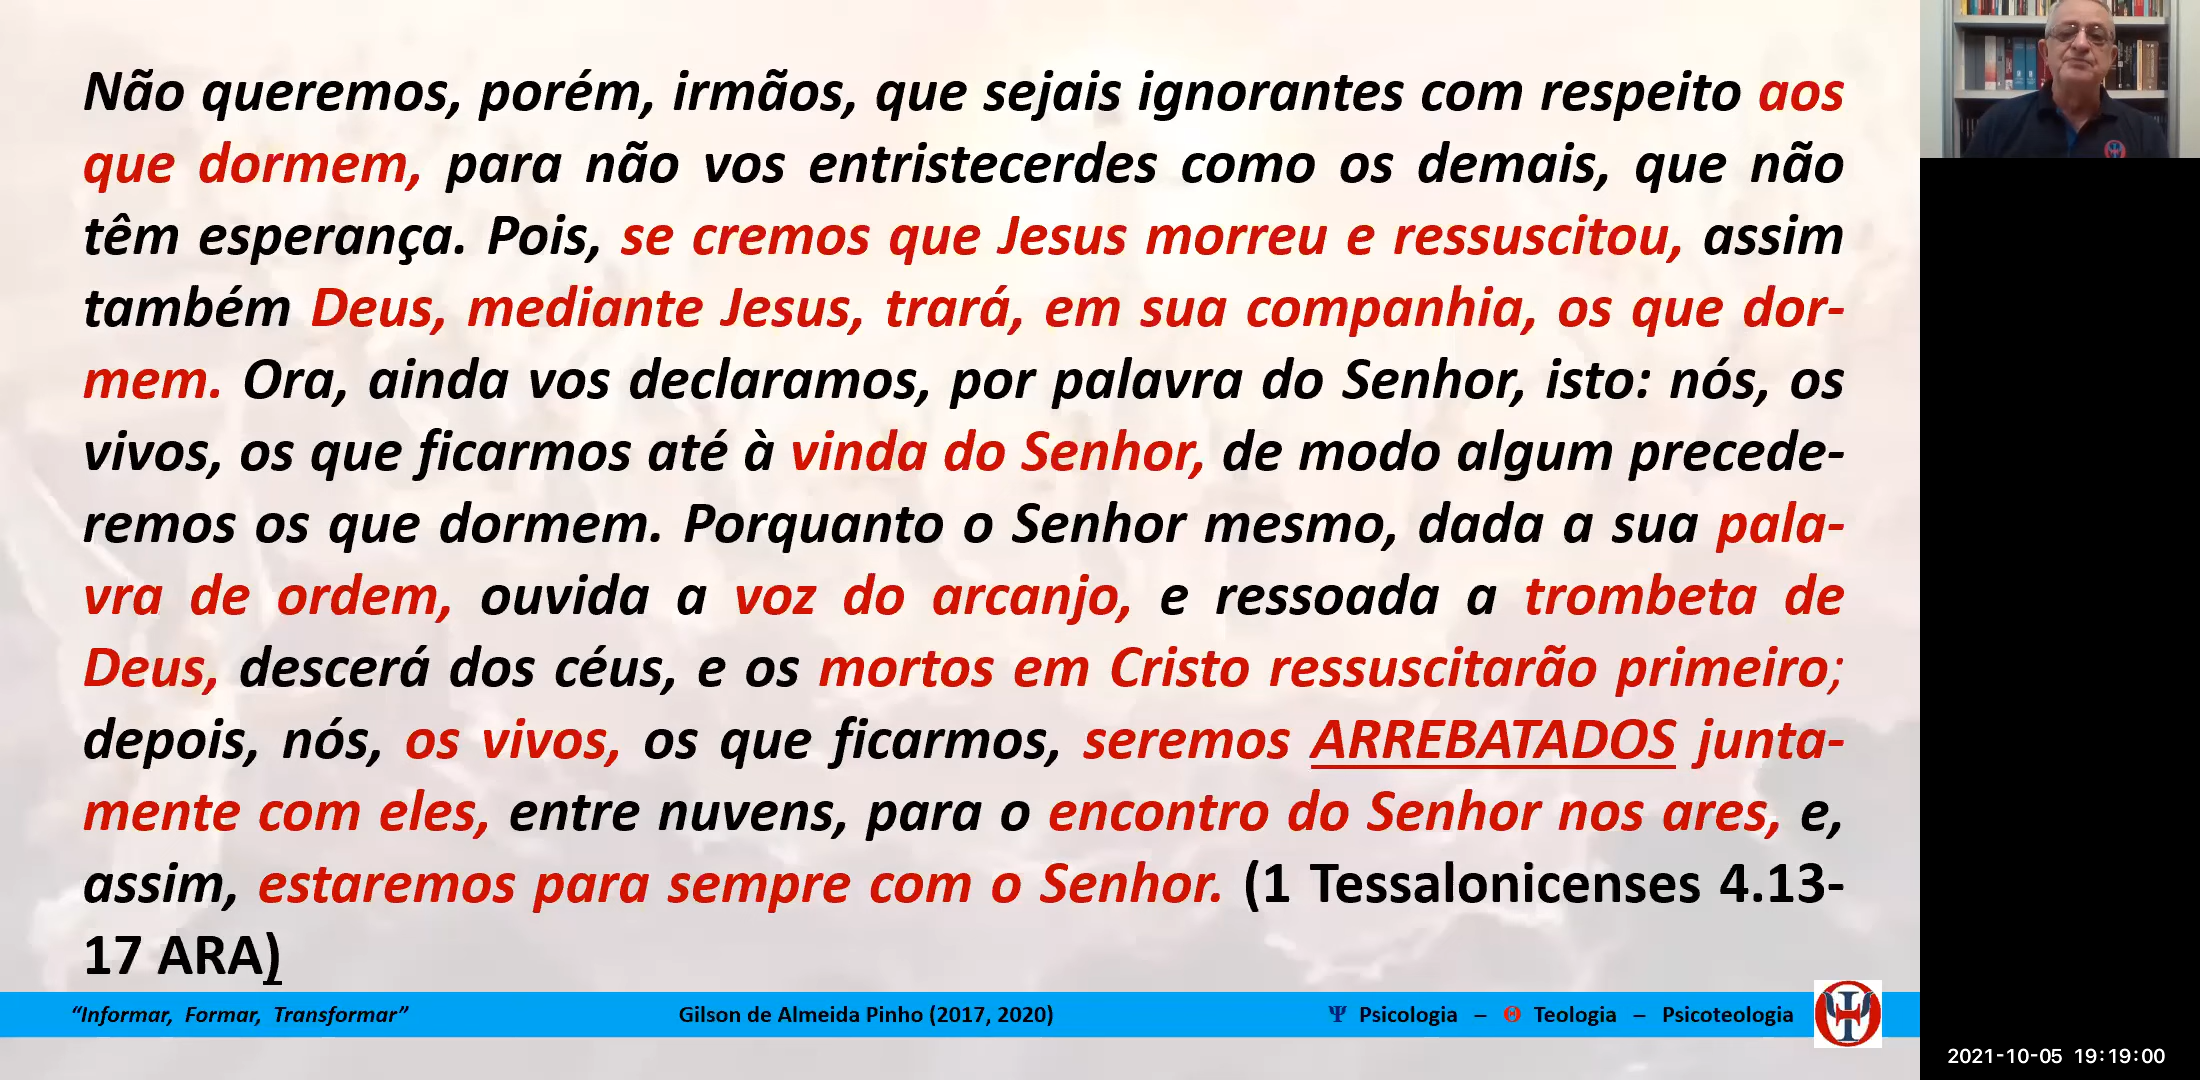 Não queremos, porém, irmãos, que sejais ignorantes com respeito aos
que dormem, para não vos entristecerdes como os demais, que não
têm esperança. Pois, se cremos que Jesus morreu e ressuscitou, assim
também Deus, mediante Jesus, trará, em sua companhia, os que dor-
mem. Ora, ainda vos declaramos, por palavra do Senhor, isto: nós, os
vivos, os que ficarmos até à vinda do Senhor, de modo algum precede-
remos os que dormem. Porquanto o Senhor mesmo, dada a sua pala-
vra de ordem, ouvida a voz do arcanjo, e ressoada a trombeta de
Deus, descerá dos céus, e os mortos em Cristo ressuscitarão primeiro;
depois, nós, os vivos, os que ficarmos, seremos ARREBATADOS junta-
mente com eles, entre nuvens, para o encontro do Senhor nos ares, e,
assim, estaremos para sempre com o Senhor. (1 Tessalonicenses 4.13-
17 ARA)
“Informar, Formar, Transformar” Gilson de Almeida Pinho (2017, 2020) Ψ Psicologia – Θ Teologia – Psicoteologia
2021-10-05 19:19:00